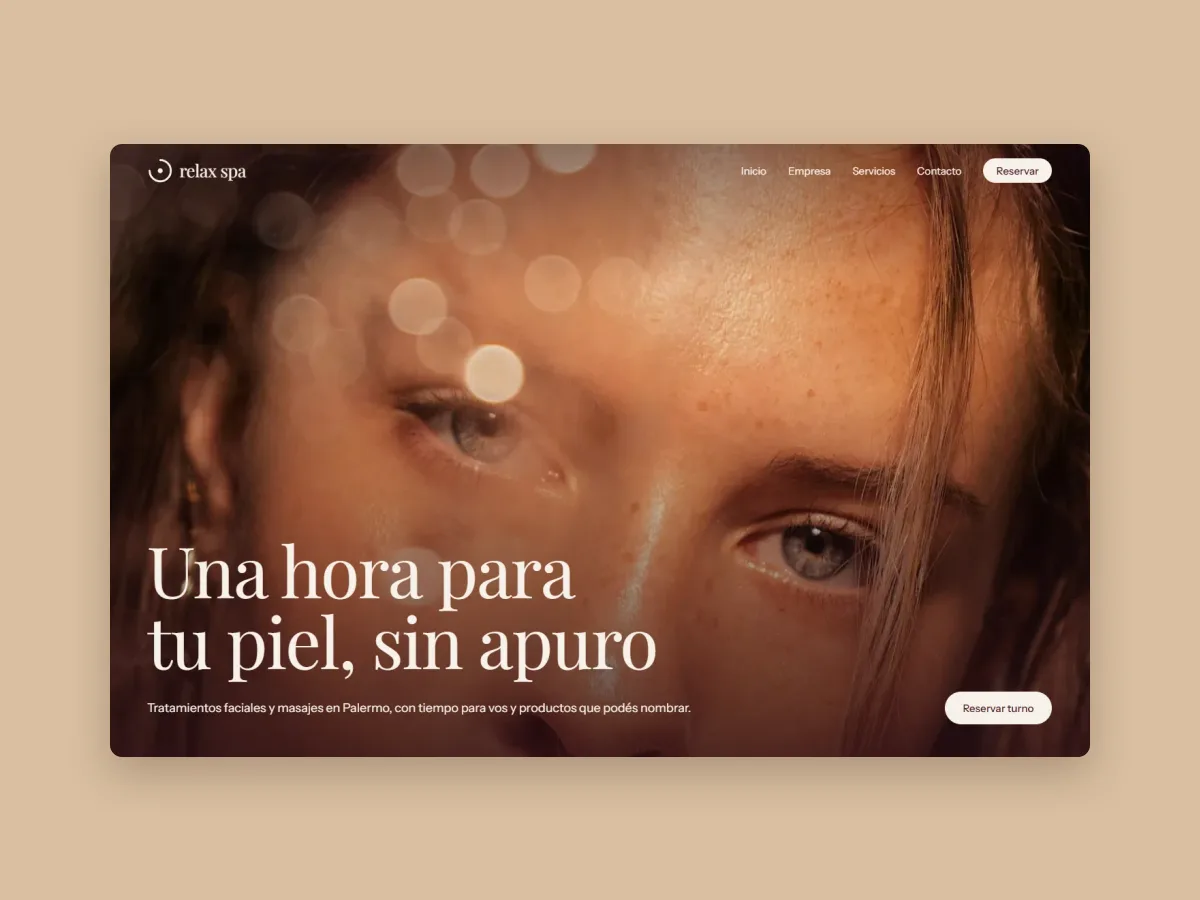 relax spa
Inicio
Empresa
Servicios
Contacto
Reservar
Una hora para
tu piel, sin apuro
Tratamientos faciales y masajes en Palermo, con tiempo para vos y productos que podés nombrar.
Reservar turno